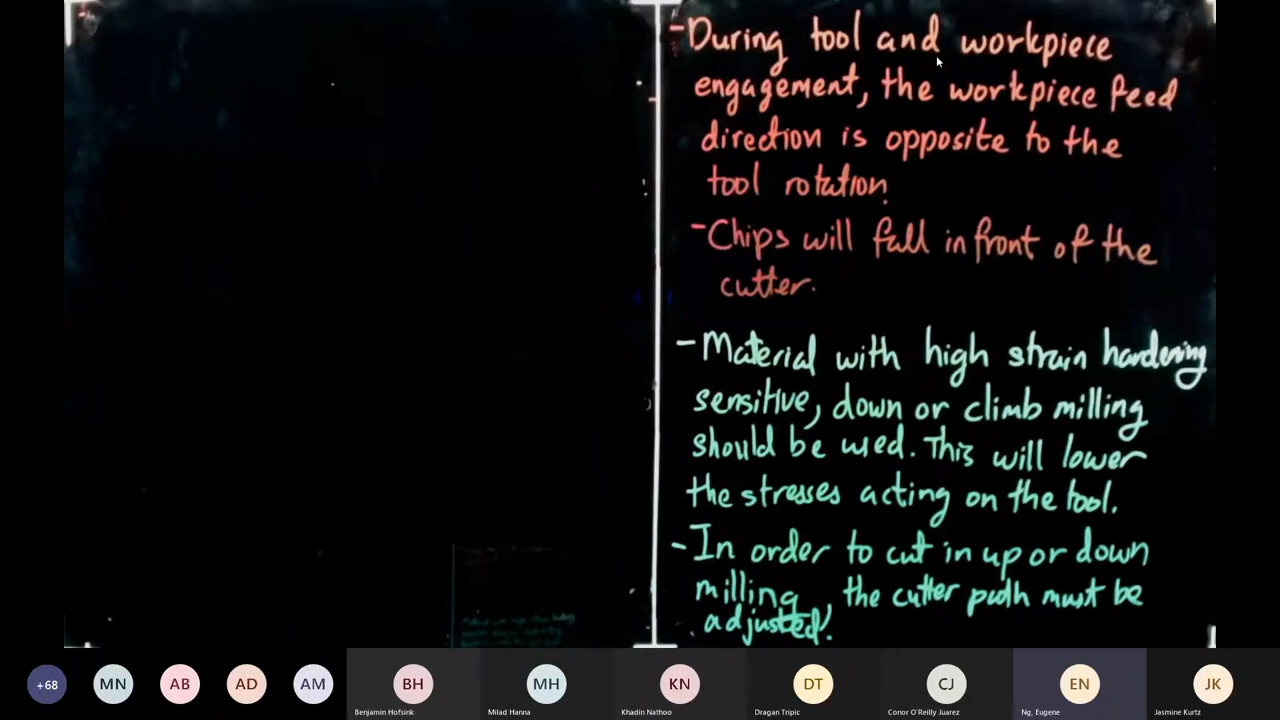 -During tool and workpiece
engagement, the workpiece feed
direction is opposite to the
tool rotation.
-Chips will fall in front of the
cutter.
-Material with high strain hardening
sensitive, down or climb milling
should be used. This will lower
the stresses acting on the tool.
-In order to cut in up or down
milling, the cutter path must be
adjusted!
+68
MN
AB
AD
AM
BH
MH
KN
DT
CJ
EN
JK
Benjamin Hofsink
Milad Hanna
Khadin Nathoo
Dragan Tripic
Conor O'Reilly Juarez
Ng, Eugene
Jasmine Kurtz